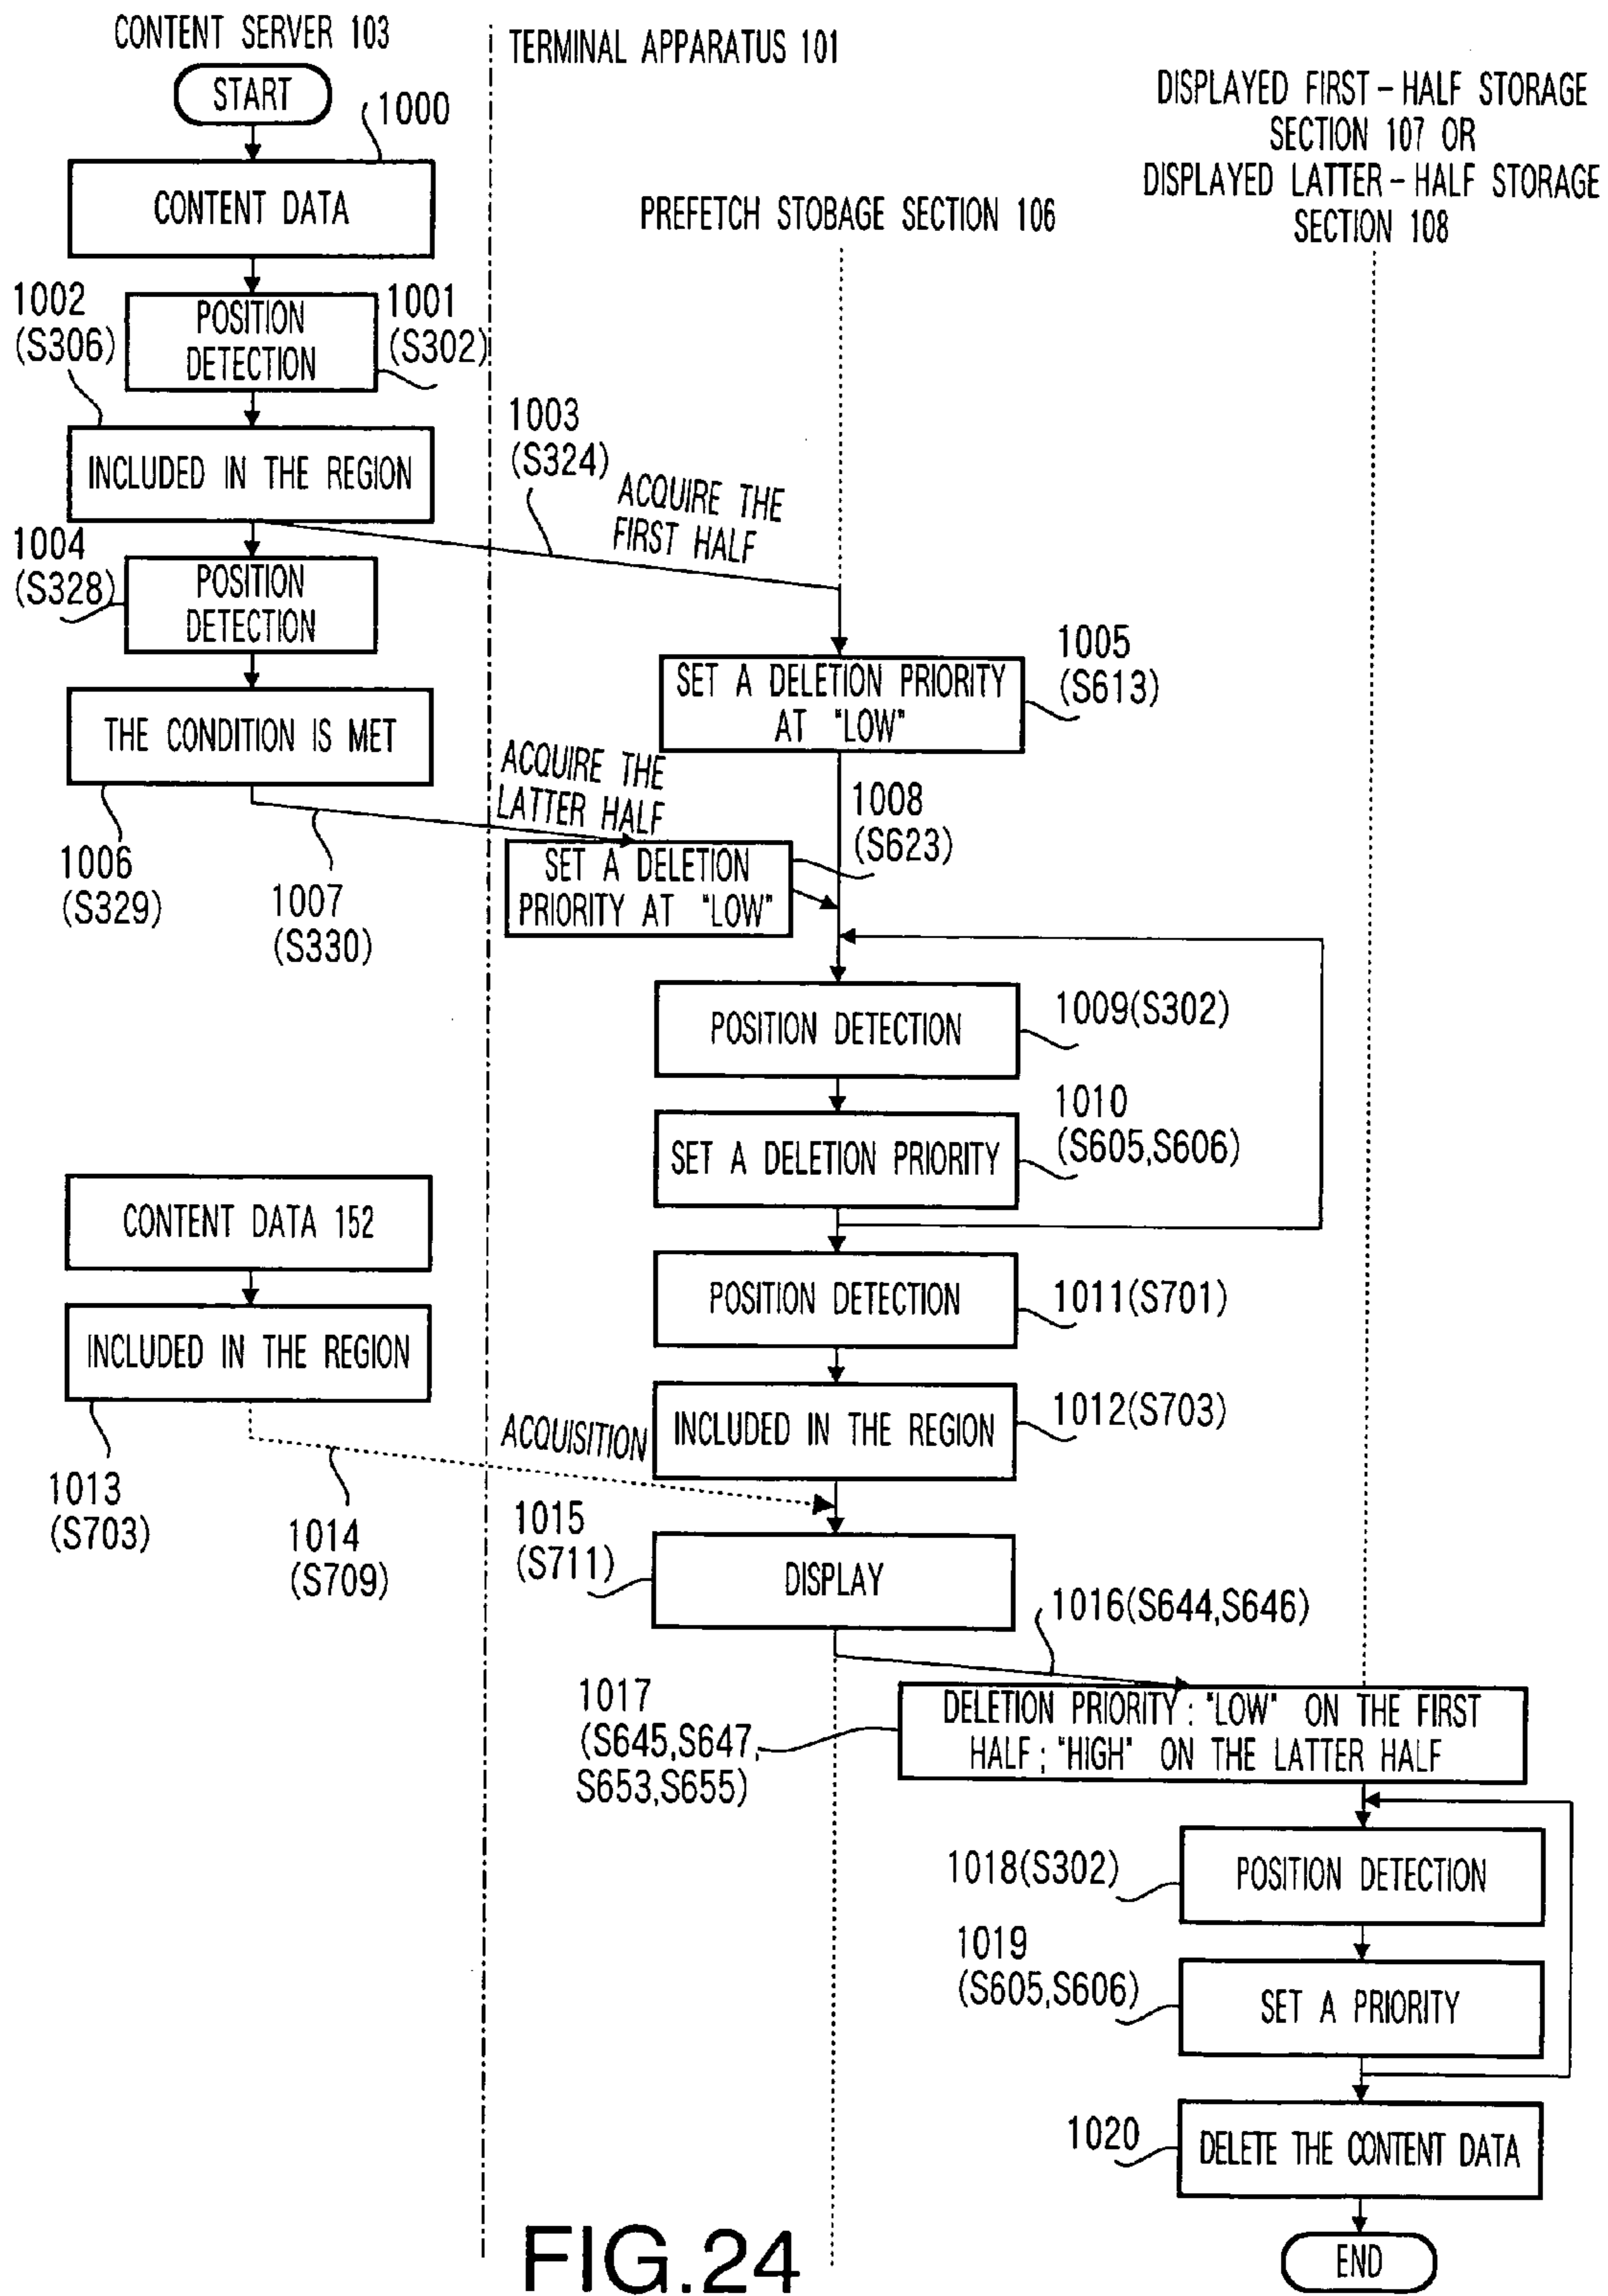 CONTENT SERVER 103
TERMINAL APPARATUS 101
START
1000
CONTENT DATA
DISPLAYED FIRST-HALF STORAGE
SECTION 107 OR
DISPLAYED LATTER-HALF STORAGE
SECTION 108
PREFETCH STOBAGE SECTION 106
1002
(S306)
POSITION
DETECTION
1001
(S302)
INCLUDED IN THE REGION
1003
(S324)
ACQUIRE THE
FIRST HALF
1004
(S328)
POSITION
DETECTION
1005
(S613)
SET A DELETION PRIORITY
AT "LOW"
THE CONDITION IS MET
ACQUIRE THE
LATTER HALF
1006
(S329)
1007
(S330)
1008
(S623)
SET A DELETION
PRIORITY AT "LOW"
POSITION DETECTION
1009(S302)
SET A DELETION PRIORITY
1010
(S605,S606)
CONTENT DATA 152
POSITION DETECTION
1011(S701)
INCLUDED IN THE REGION
INCLUDED IN THE REGION
1012(S703)
1013
(S703)
1014
(S709)
ACQUISITION
1015
(S711)
DISPLAY
1016(S644,S646)
1017
(S645,S647,
S653,S655)
DELETION PRIORITY: "LOW" ON THE FIRST
HALF; "HIGH" ON THE LATTER HALF
1018(S302)
POSITION DETECTION
1019
(S605,S606)
SET A PRIORITY
1020
DELETE THE CONTENT DATA
END
FIG.24